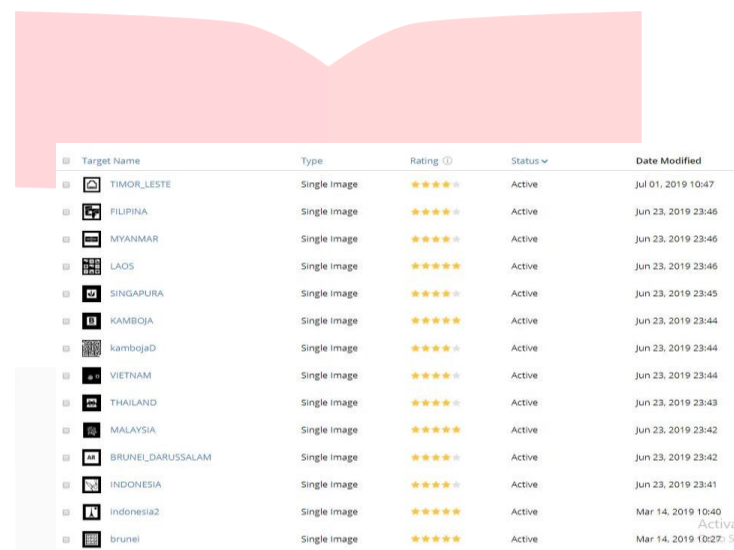 Target Name Type Rating ⓘ Status Date Modified
TIMOR_LESTE Single Image Active Jul 01, 2019 10:47
FILIPINA Single Image Active Jun 23, 2019 23:46
MYANMAR Single Image Active Jun 23, 2019 23:46
LAOS Single Image Active Jun 23, 2019 23:46
SINGAPURA Single Image Active Jun 23, 2019 23:45
KAMBOJA Single Image Active Jun 23, 2019 23:44
kambojaD Single Image Active Jun 23, 2019 23:44
VIETNAM Single Image Active Jun 23, 2019 23:44
THAILAND Single Image Active Jun 23, 2019 23:43
MALAYSIA Single Image Active Jun 23, 2019 23:42
AR BRUNEI_DARUSSALAM Single Image Active Jun 23, 2019 23:42
INDONESIA Single Image Active Jun 23, 2019 23:41
indonesia2 Single Image Active Mar 14, 2019 10:40
Activa
brunei Single Image Active Mar 14, 2019 10:27